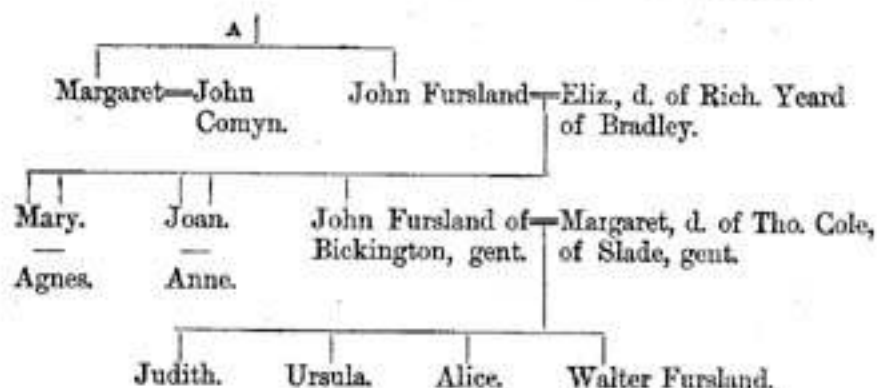 A
Margaret=John John Fursland=Eliz., d. of Rich. Yeard
Comyn. of Bradley.
Mary. Joan. John Fursland of=Margaret, d. of Tho. Cole,
Bickington, gent. of Slade, gent.
Agnes. Anne.
Judith. Ursula. Alice. Walter Fursland.